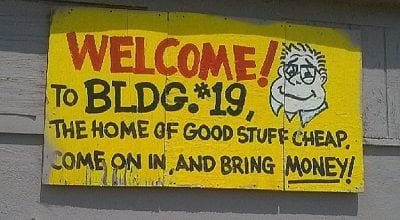 WELCOME!
TO BLDG. #19,
THE HOME OF GOOD STUFF CHEAP.
COME ON IN, AND BRING MONEY!